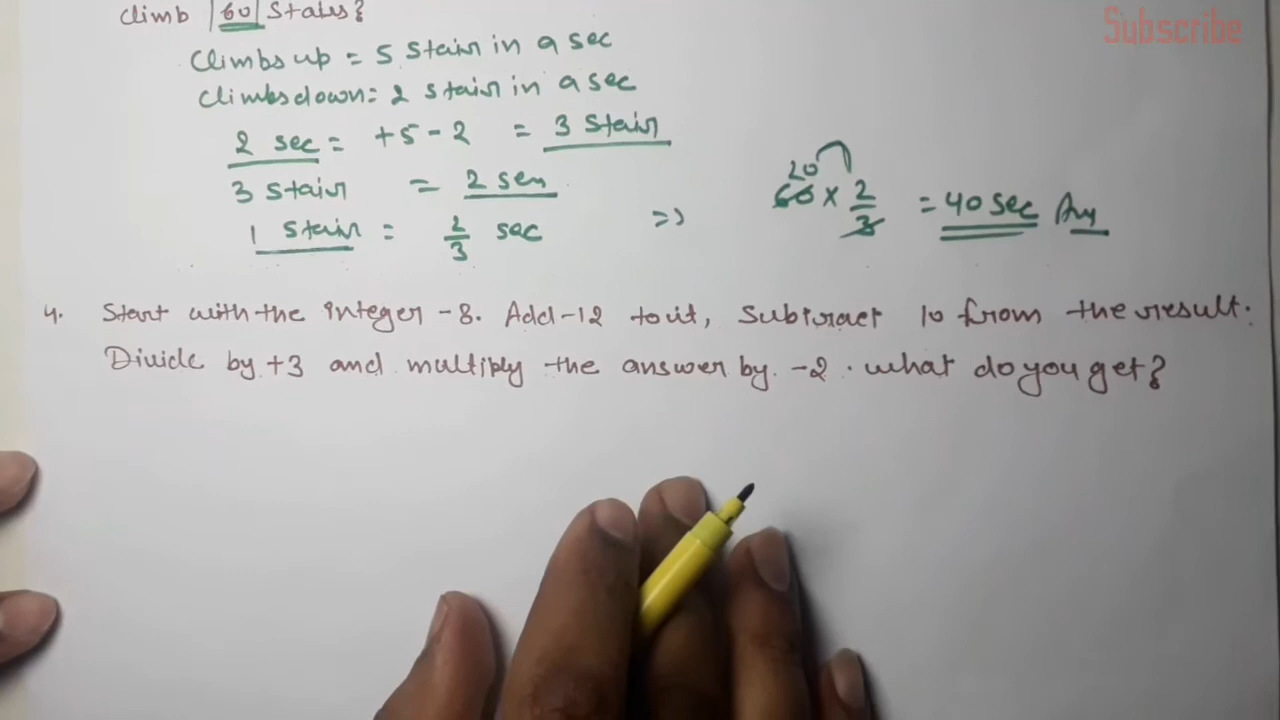 climb 60 stairs?
Subscribe
Climbs up = 5 stair in a sec
Climbs down = 2 stair in a sec
2 sec = +5 - 2 = 3 stair
3 stair = 2 sec
1 stair = 2/3 sec => 20 60 x 2/3 = 40 sec Ans
4. Start with the integer -8. Add -12 to it, Subtract 10 from the result.
Divide by +3 and multiply the answer by -2. what do you get?